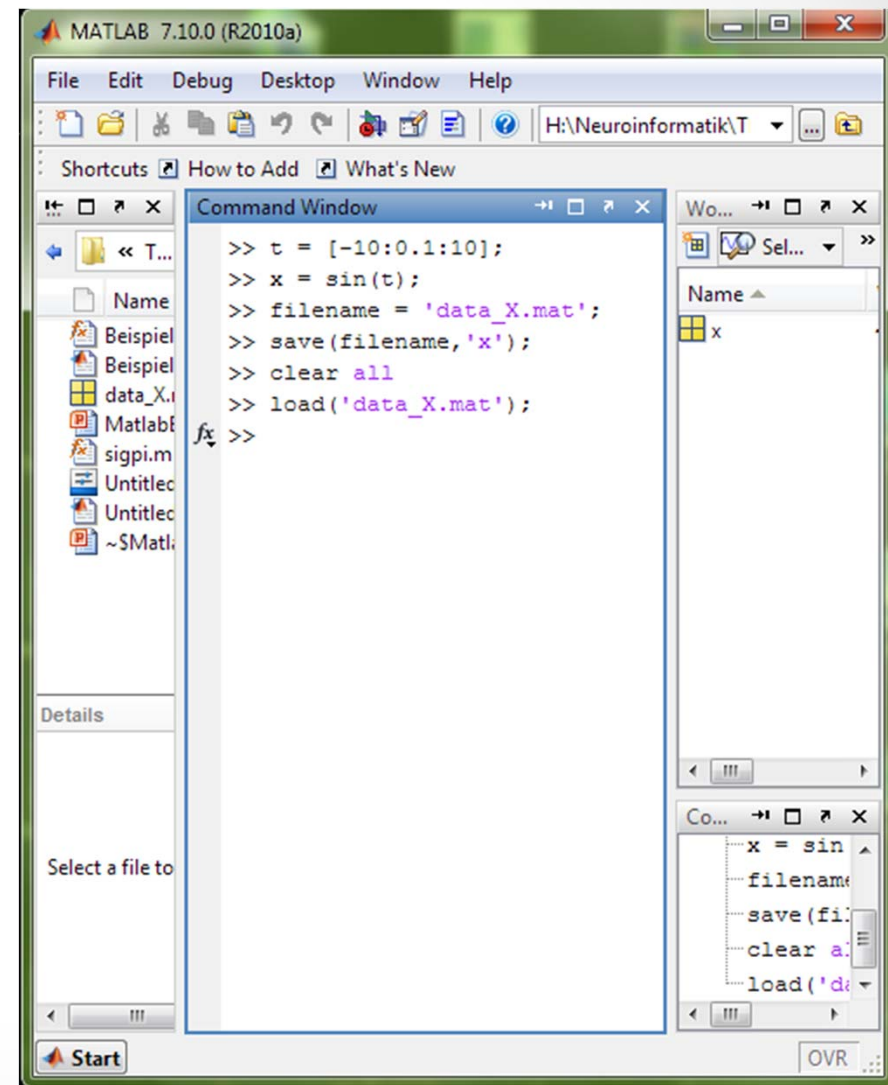 MATLAB 7.10.0 (R2010a)
File Edit Debug Desktop Window Help
H:\Neuroinformatik\T
Shortcuts How to Add What's New
« T...
Name
Beispiel
Beispiel
data_X.
Matlab
sigpi.m
Untitled
Untitled
~$Matl
Details
Select a file to
Command Window
>> t = [-10:0.1:10];
>> x = sin(t);
>> filename = 'data_X.mat';
>> save(filename,'x');
>> clear all
>> load('data_X.mat');
fx >>
Wo...
Sel... »
Name
x
Co...
x = sin
filename
save(fi
clear a
load('d
Start
OVR